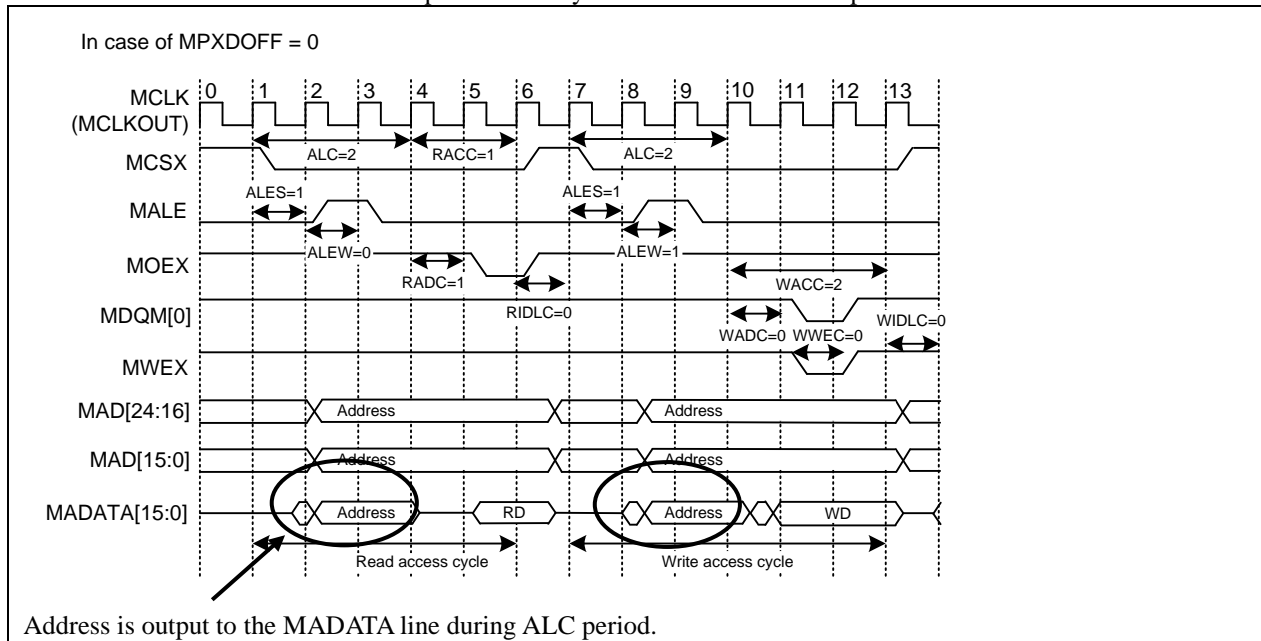 In case of MPXDOFF = 0
0 1 2 3 4 5 6 7 8 9 10 11 12 13
MCLK
(MCLKOUT)
ALC=2 RACC=1 ALC=2
MCSX
ALES=1 ALES=1
MALE
ALEW=0 ALEW=1
MOEX
RADC=1 WACC=2
RIDLC=0
MDQM[0]
WADC=0 WWEC=0 WIDLC=0
MWEX
MAD[24:16] Address Address
MAD[15:0] Address Address
MADATA[15:0] Address RD Address WD
Read access cycle Write access cycle
Address is output to the MADATA line during ALC period.